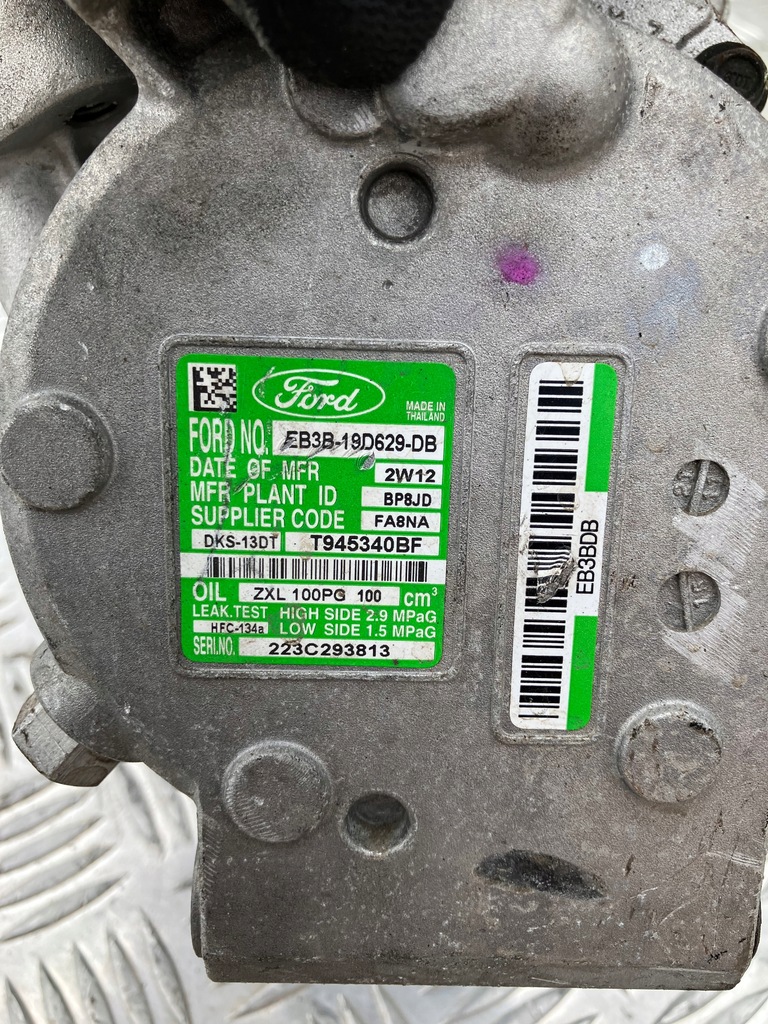 Ford
MADE IN
THAILAND
FORD NO. EB3B-19D629-DB
DATE OF MFR 2W12
MFR PLANT ID BP8JD
SUPPLIER CODE FA8NA
DKS-13DT T945340BF
OIL ZXL 100PG 100 cm³
LEAK.TEST HIGH SIDE 2.9 MPaG
HFC-134a LOW SIDE 1.5 MPaG
SERI.NO. 223C293813
EB3BDB